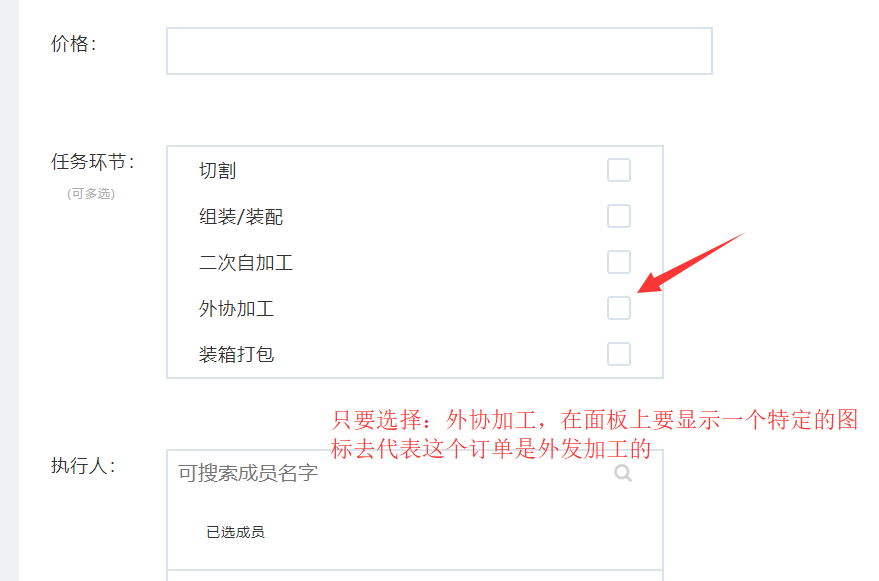 价格：
任务环节：
(可多选)
切割
组装/装配
二次自加工
外协加工
装箱打包
只要选择：外协加工，在面板上要显示一个特定的图
标去代表这个订单是外发加工的
执行人：
可搜索成员名字
已选成员